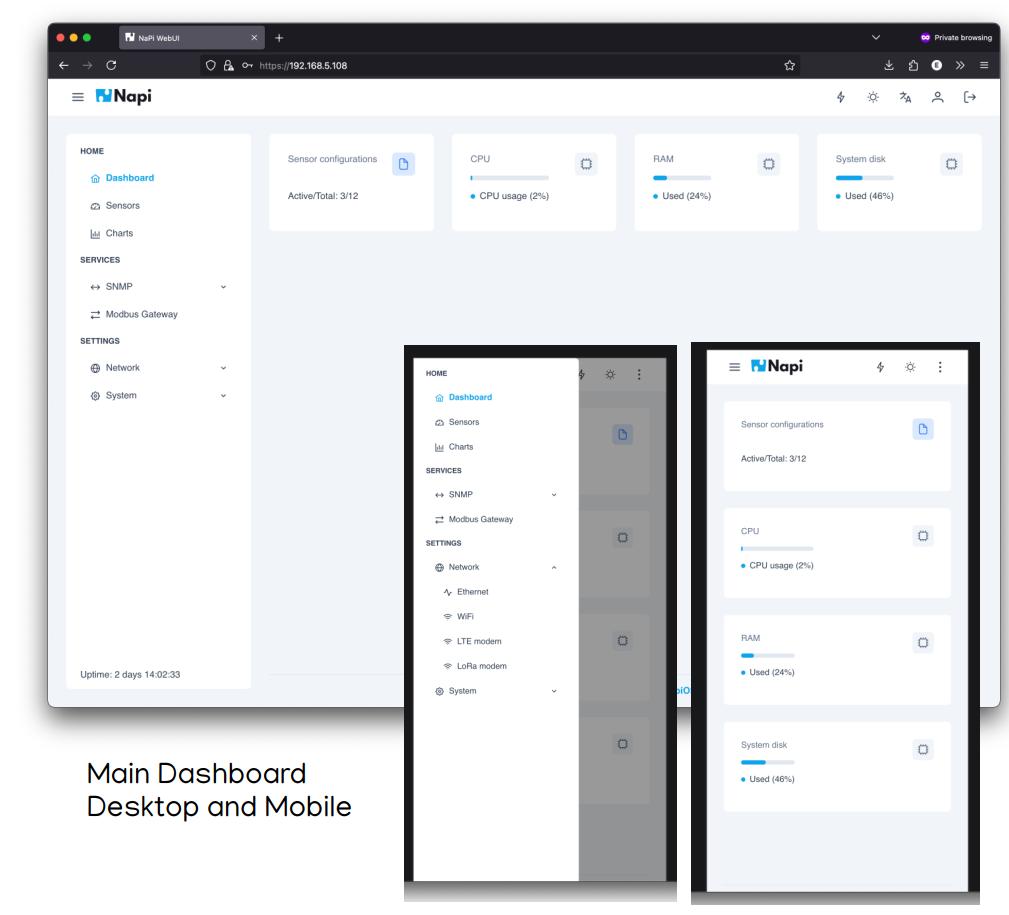 NaPi WebUI
Private browsing
https://192.168.5.108
Napi
HOME
Dashboard
Sensors
Charts
SERVICES
SNMP
Modbus Gateway
SETTINGS
Network
System
Uptime: 2 days 14:02:33
Sensor configurations
Active/Total: 3/12
CPU
CPU usage (2%)
RAM
Used (24%)
System disk
Used (46%)
HOME
Dashboard
Sensors
Charts
SERVICES
SNMP
Modbus Gateway
SETTINGS
Network
Ethernet
WiFi
LTE modem
LoRa modem
System
Napi
Sensor configurations
Active/Total: 3/12
CPU
CPU usage (2%)
RAM
Used (24%)
System disk
Used (46%)
Main Dashboard
Desktop and Mobile